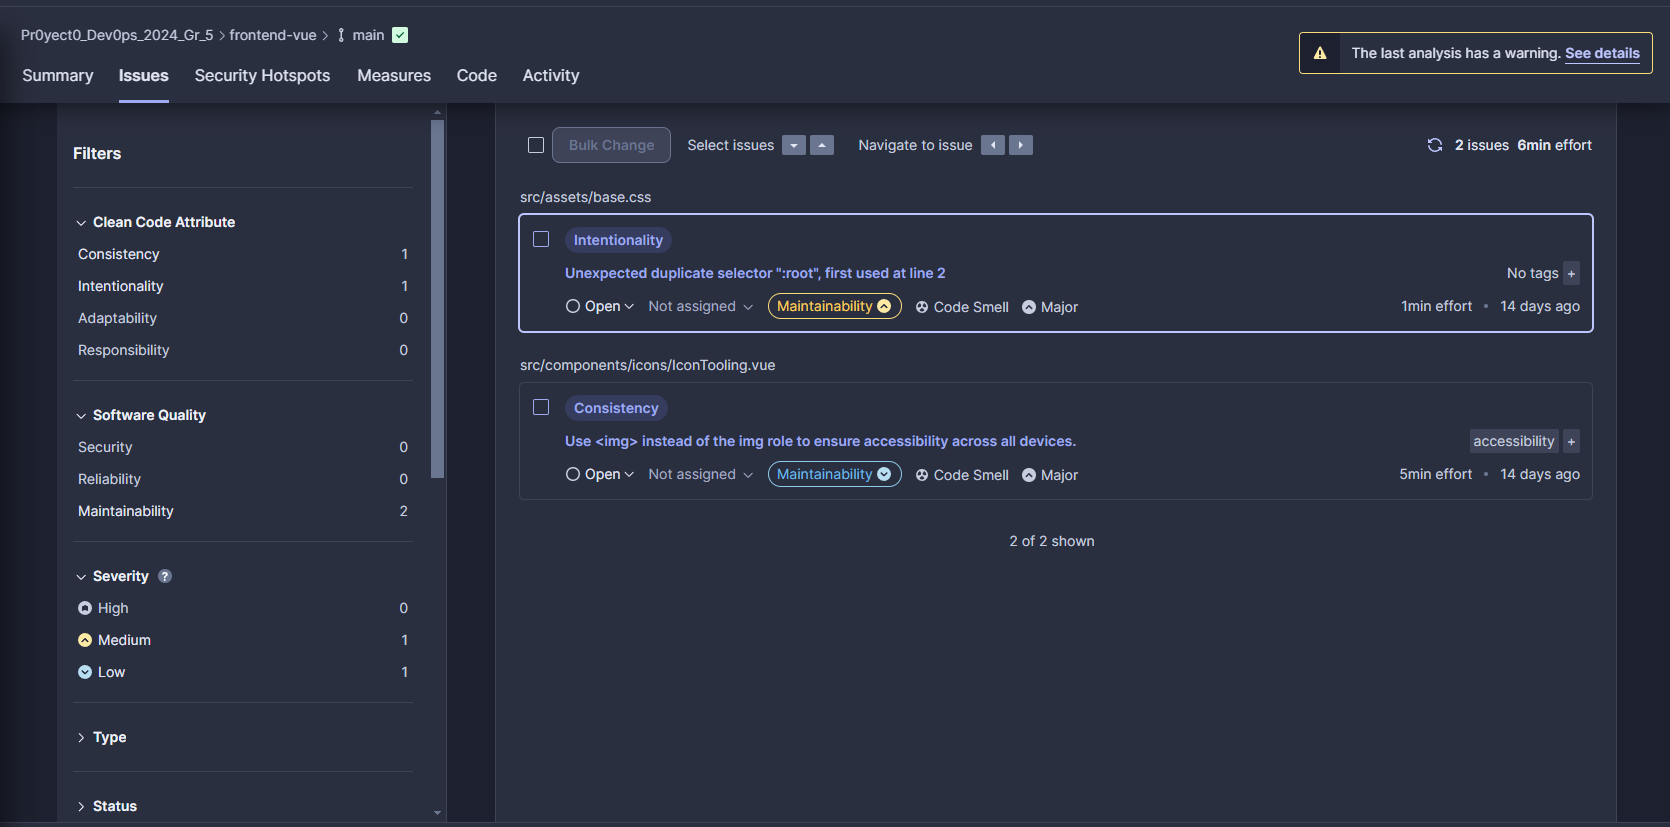 Pr0yect0_Dev0ps_2024_Gr_5 > frontend-vue > main
The last analysis has a warning. See details
Summary Issues Security Hotspots Measures Code Activity
Filters
Clean Code Attribute
Consistency 1
Intentionality 1
Adaptability 0
Responsibility 0
Software Quality
Security 0
Reliability 0
Maintainability 2
Severity ?
High 0
Medium 1
Low 1
Type
Status
Bulk Change Select issues Navigate to issue 2 issues 6min effort
src/assets/base.css
Intentionality
Unexpected duplicate selector ":root", first used at line 2 No tags +
Open Not assigned Maintainability Code Smell Major 1min effort • 14 days ago
src/components/icons/IconTooling.vue
Consistency
Use <img> instead of the img role to ensure accessibility across all devices. accessibility +
Open Not assigned Maintainability Code Smell Major 5min effort • 14 days ago
2 of 2 shown